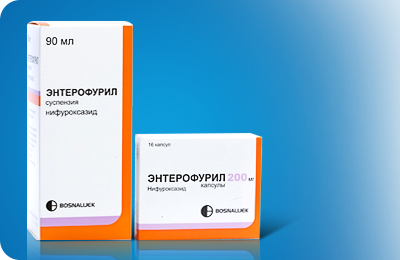 90 мл
ЭНТЕРОФУРИЛ
суспензия
нифуроксазид
BOSNALIJEK
16 капсул
ЭНТЕРОФУРИЛ 200 мг
Нифуроксазид капсулы
BOSNALIJEK